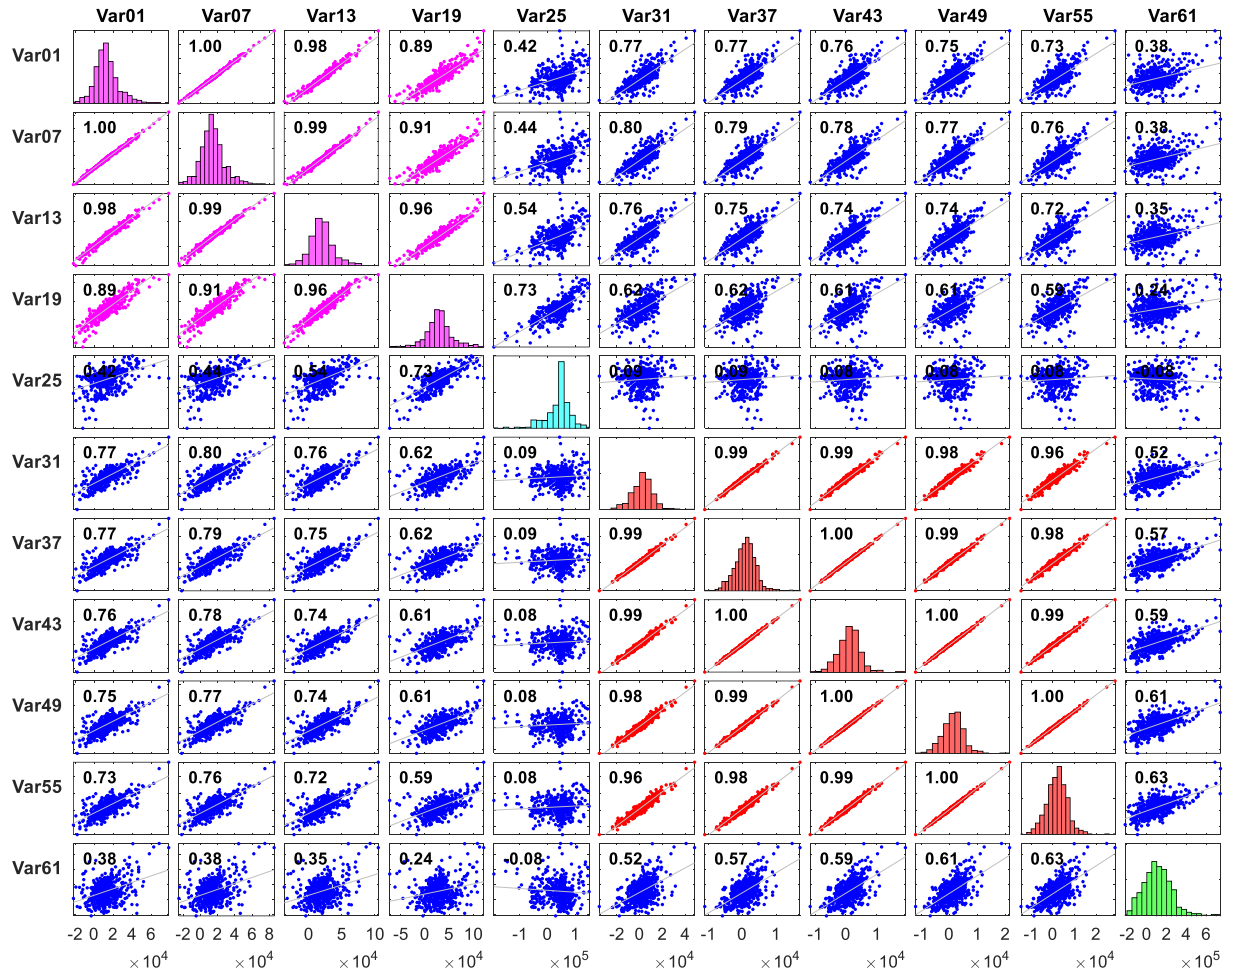 Var01 Var07 Var13 Var19 Var25 Var31 Var37 Var43 Var49 Var55 Var61
Var01 1.00 0.98 0.89 0.42 0.77 0.77 0.76 0.75 0.73 0.38
Var07 1.00 0.99 0.91 0.44 0.80 0.79 0.78 0.77 0.76 0.38
Var13 0.98 0.99 0.96 0.54 0.76 0.75 0.74 0.74 0.72 0.35
Var19 0.89 0.91 0.96 0.73 0.62 0.62 0.61 0.61 0.59 0.24
Var25 0.42 0.44 0.54 0.73 0.09 0.09 0.08 0.08 0.08 -0.08
Var31 0.77 0.80 0.76 0.62 0.09 0.99 0.99 0.98 0.96 0.52
Var37 0.77 0.79 0.75 0.62 0.09 0.99 1.00 0.99 0.98 0.57
Var43 0.76 0.78 0.74 0.61 0.08 0.99 1.00 1.00 0.99 0.59
Var49 0.75 0.77 0.74 0.61 0.08 0.98 0.99 1.00 1.00 0.61
Var55 0.73 0.76 0.72 0.59 0.08 0.96 0.98 0.99 1.00 0.63
Var61 0.38 0.38 0.35 0.24 -0.08 0.52 0.57 0.59 0.61 0.63
-2 0 2 4 6 -2 0 2 4 6 8 0 5 10 -5 0 5 10 -1 0 1 -2 0 2 4 -1 0 1 -1 0 1 -1 0 1 2 -1 0 1 2 -2 0 2 4 6
×10⁴ ×10⁴ ×10⁴ ×10⁴ ×10⁵ ×10⁴ ×10⁴ ×10⁴ ×10⁴ ×10⁴ ×10⁵